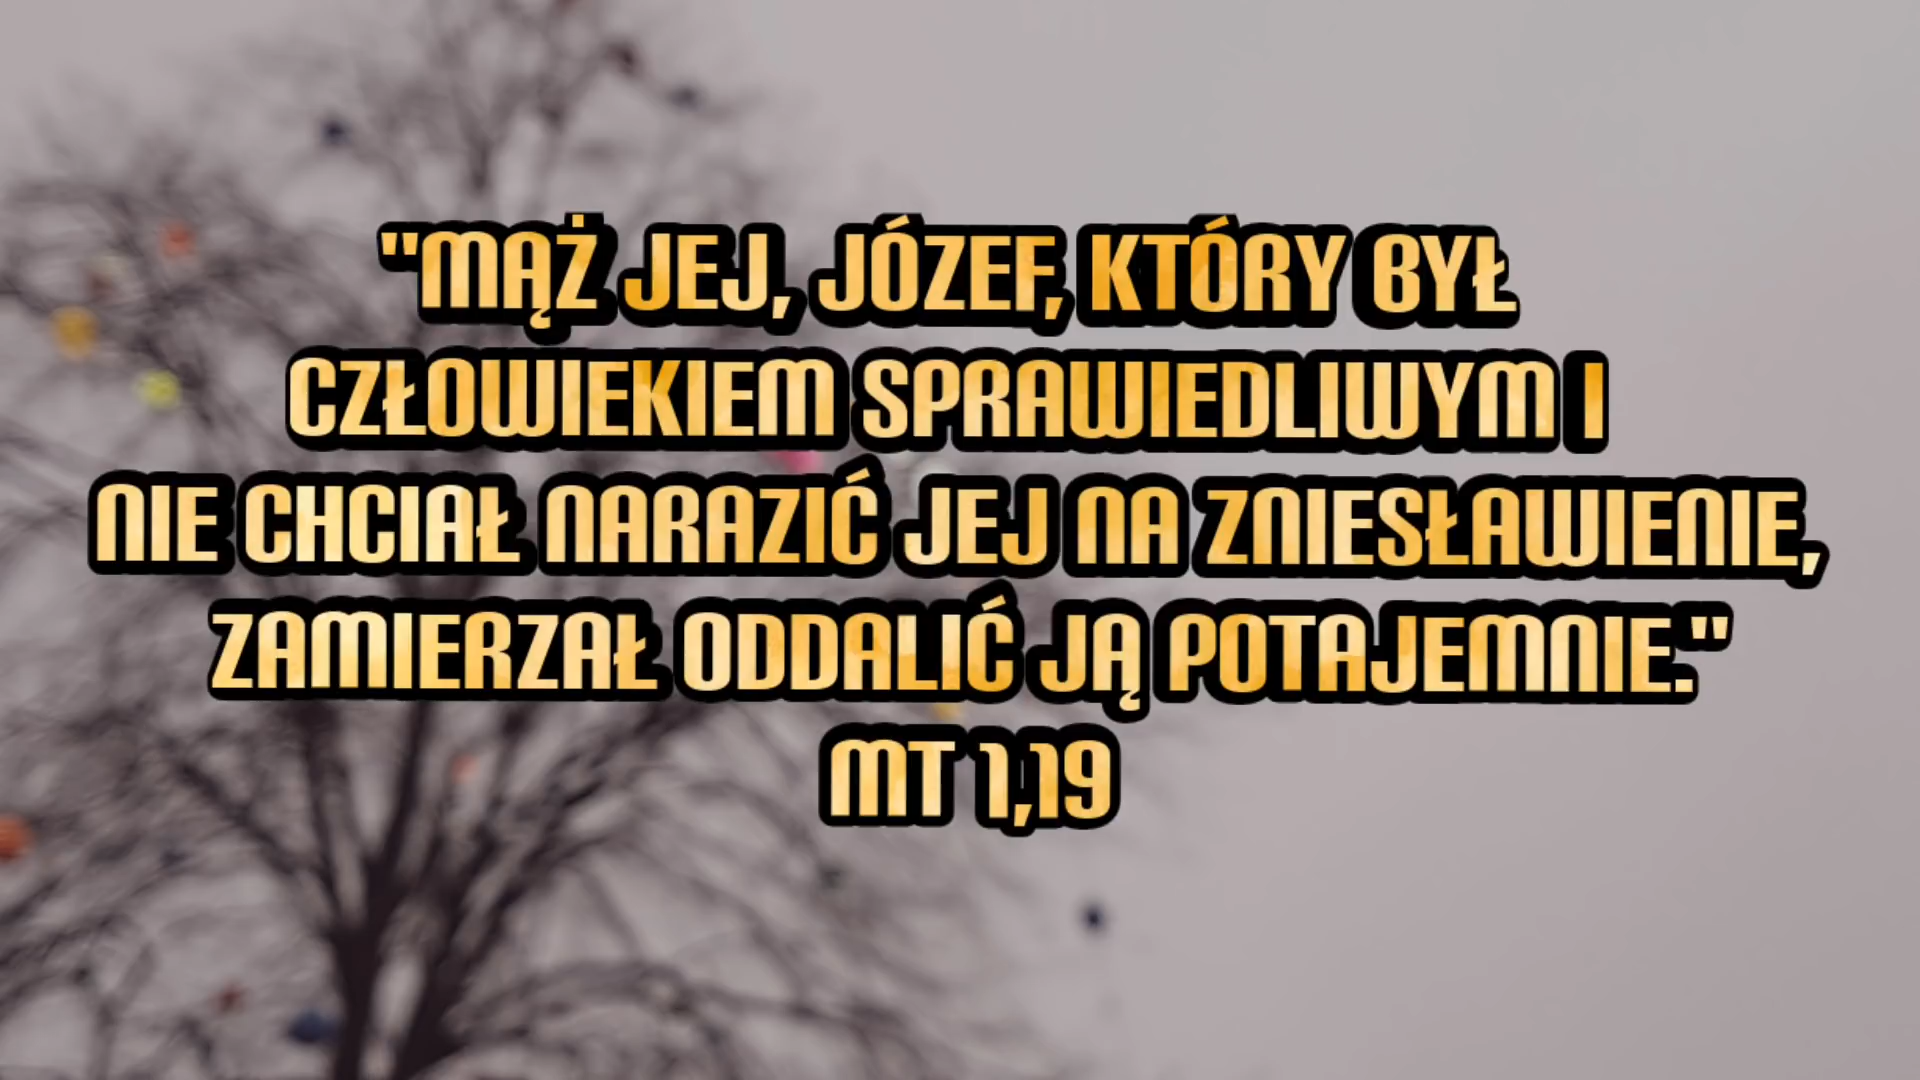 "MĄŻ JEJ, JÓZEF, KTÓRY BYŁ
CZŁOWIEKIEM SPRAWIEDLIWYM I
NIE CHCIAŁ NARAZIĆ JEJ NA ZNIESŁAWIENIE,
ZAMIERZAŁ ODDALIĆ JĄ POTAJEMNIE."
MT 1,19